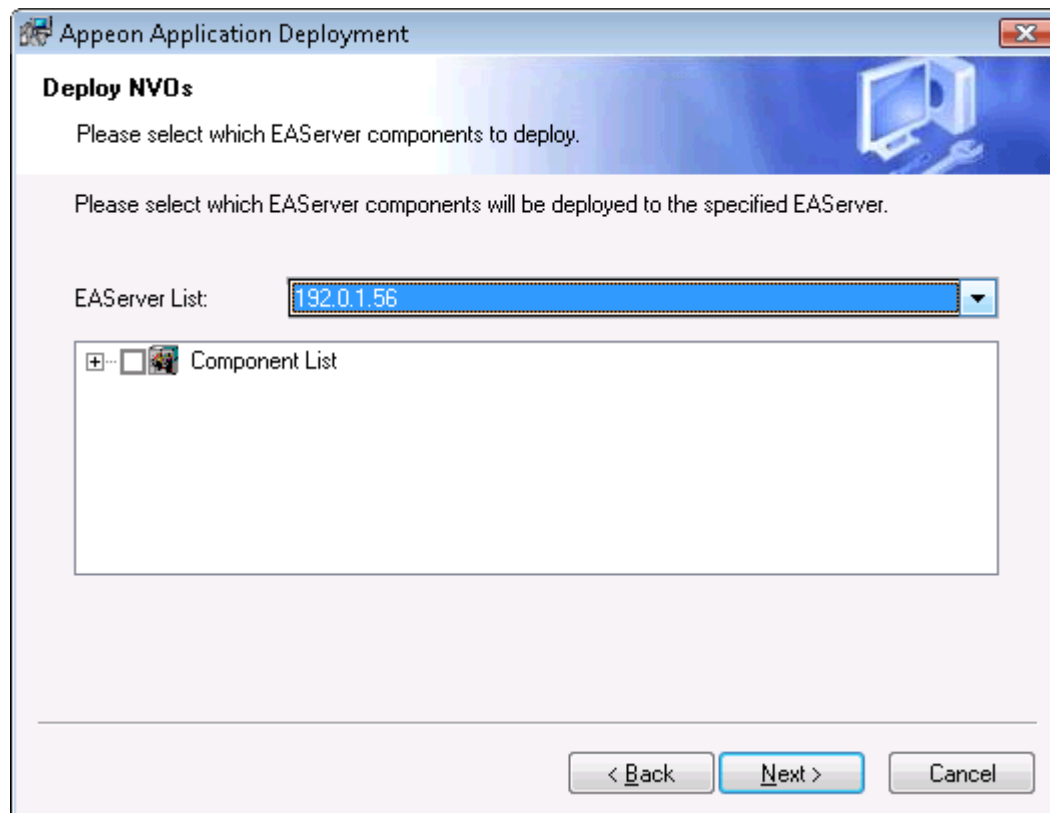 Appeon Application Deployment
Deploy NVOs
Please select which EAServer components to deploy.
Please select which EAServer components will be deployed to the specified EAServer.
EAServer List: 192.0.1.56
Component List
< Back Next > Cancel